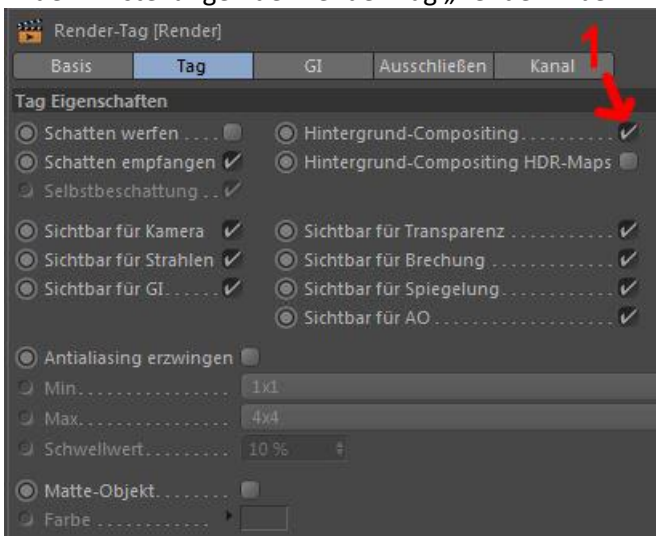 Render-Tag [Render]
Basis Tag GI Ausschließen Kanal
1
Tag Eigenschaften
Schatten werfen .... Hintergrund-Compositing..........
Schatten empfangen Hintergrund-Compositing HDR-Maps
Selbstbeschattung ..
Sichtbar für Kamera Sichtbar für Transparenz ...........
Sichtbar für Strahlen Sichtbar für Brechung .............
Sichtbar für GI...... Sichtbar für Spiegelung............
Sichtbar für AO ...................
Antialiasing erzwingen
Min............... 1x1
Max............... 4x4
Schwellwert......... 10 %
Matte-Objekt........
Farbe ............